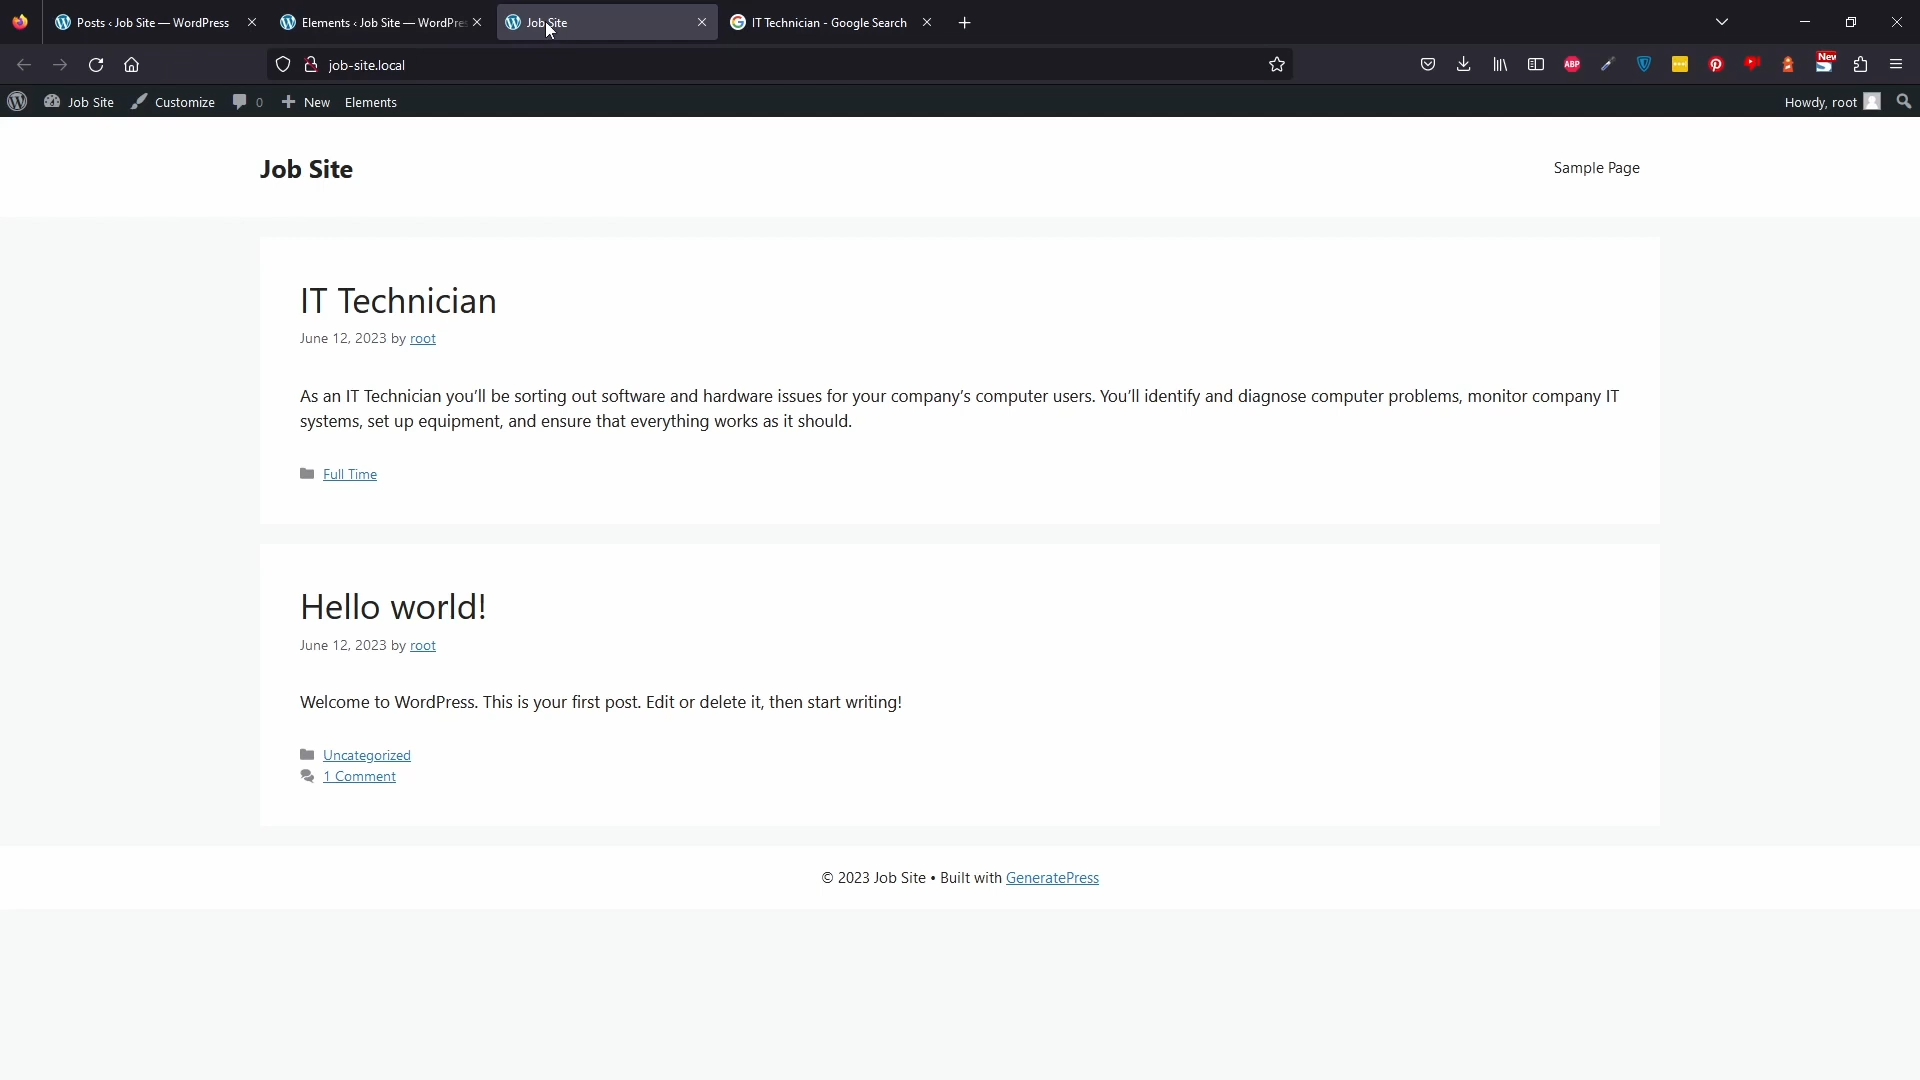 Posts ‹ Job Site — WordPress
Elements ‹ Job Site — WordPre
Job Site
IT Technician - Google Search
job-site.local
ABP
New
Job Site
Customize
0
New
Elements
Howdy, root
Job Site
Sample Page
IT Technician
June 12, 2023 by root
As an IT Technician you’ll be sorting out software and hardware issues for your company’s computer users. You’ll identify and diagnose computer problems, monitor company IT
systems, set up equipment, and ensure that everything works as it should.
Full Time
Hello world!
June 12, 2023 by root
Welcome to WordPress. This is your first post. Edit or delete it, then start writing!
Uncategorized
1 Comment
© 2023 Job Site • Built with GeneratePress